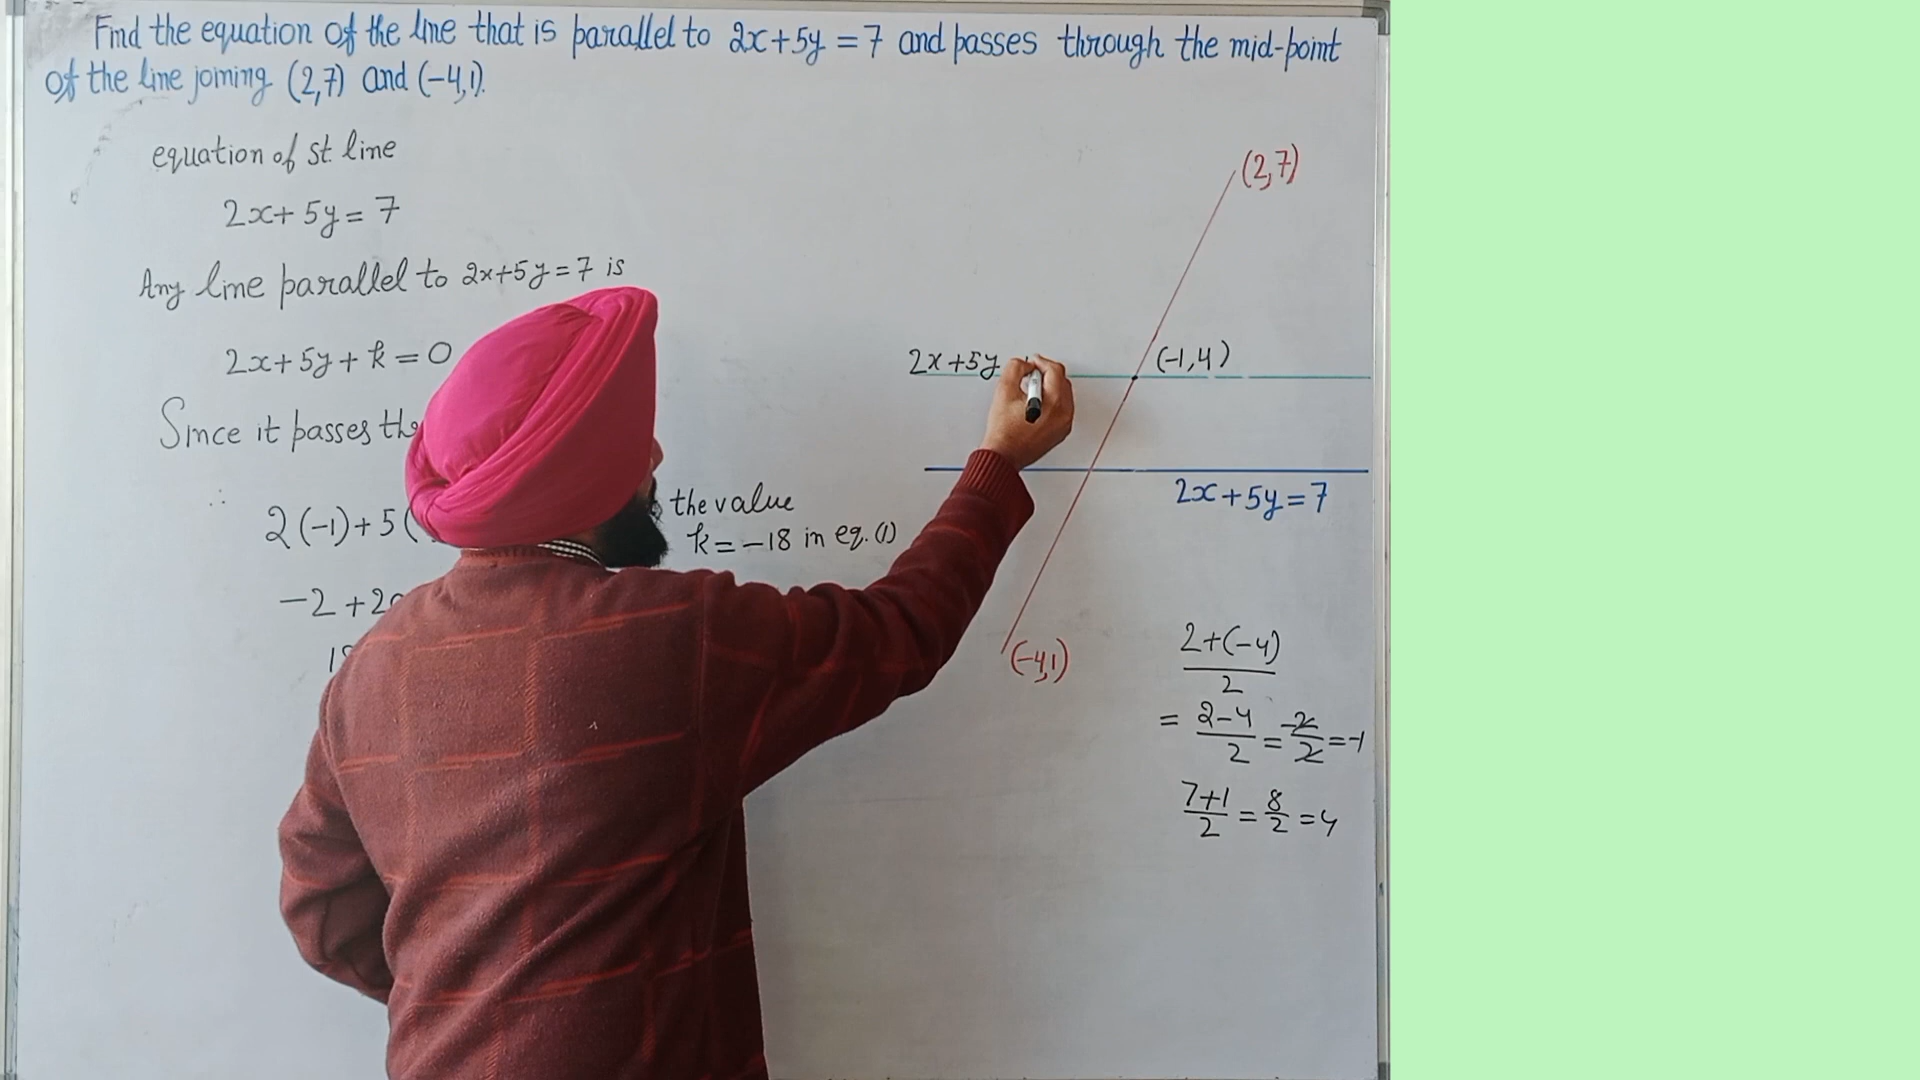 Find the equation of the line that is parallel to 2x+5y=7 and passes through the mid-point
of the line joining (2,7) and (-4,1).
equation of st. line
2x+5y=7
Any line parallel to 2x+5y=7 is
2x+5y+k=0
Since it passes
∴
2(-1)+5(
-2+2
the value
k=-18 in eq.(1)
(2,7)
2x+5y
(-1,4)
2x+5y=7
(-4,1)
2+(-4)
2
= 2-4/2 = -2/2 = -1
7+1/2 = 8/2 = 4